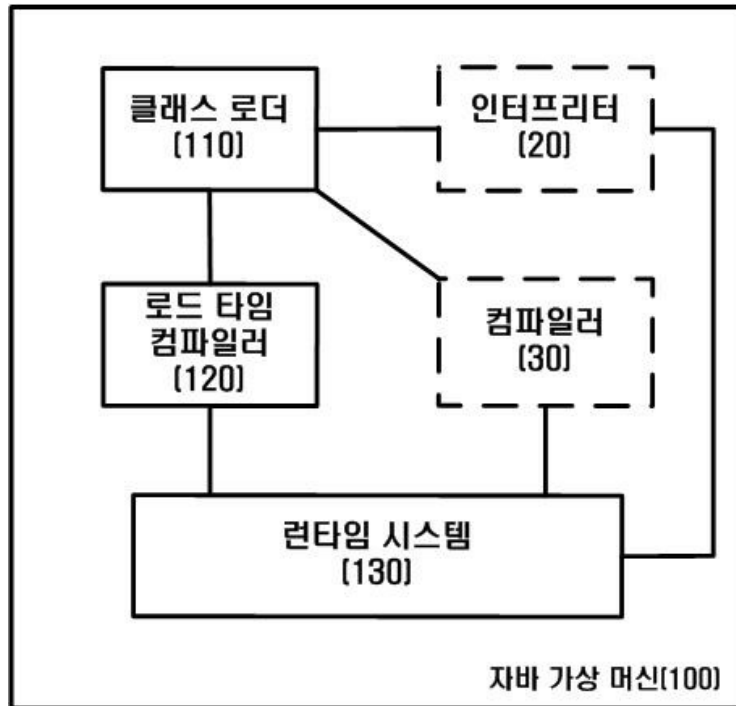 클래스 로더
(110)
인터프리터
(20)
로드 타임
컴파일러
(120)
컴파일러
(30)
런타임 시스템
(130)
자바 가상 머신(100)